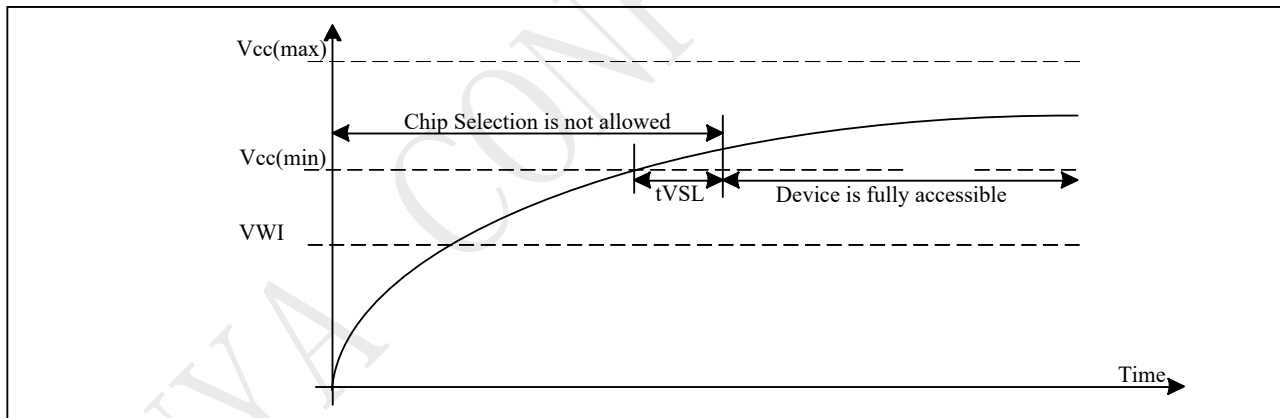 Vcc(max)
Chip Selection is not allowed
Vcc(min)
tVSL
Device is fully accessible
VWI
Time